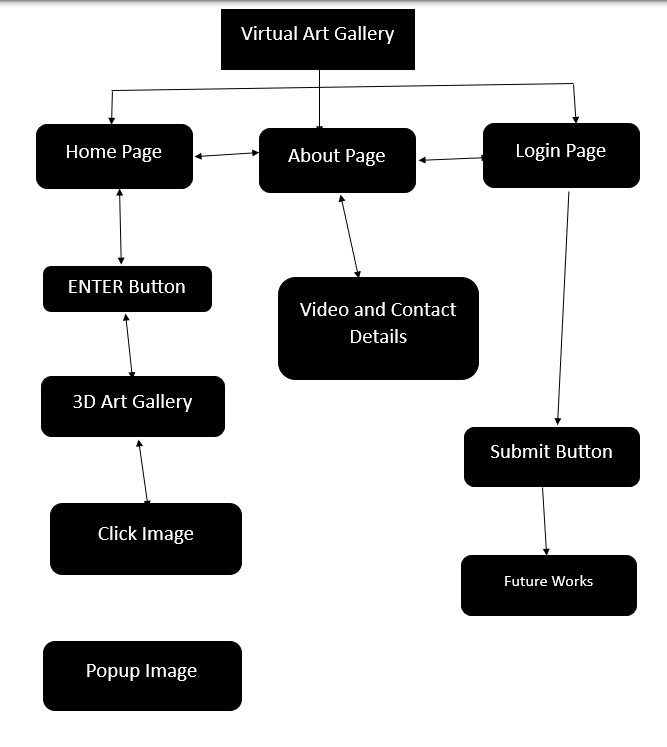 Virtual Art Gallery
Home Page
About Page
Login Page
ENTER Button
Video and Contact
Details
3D Art Gallery
Submit Button
Click Image
Future Works
Popup Image